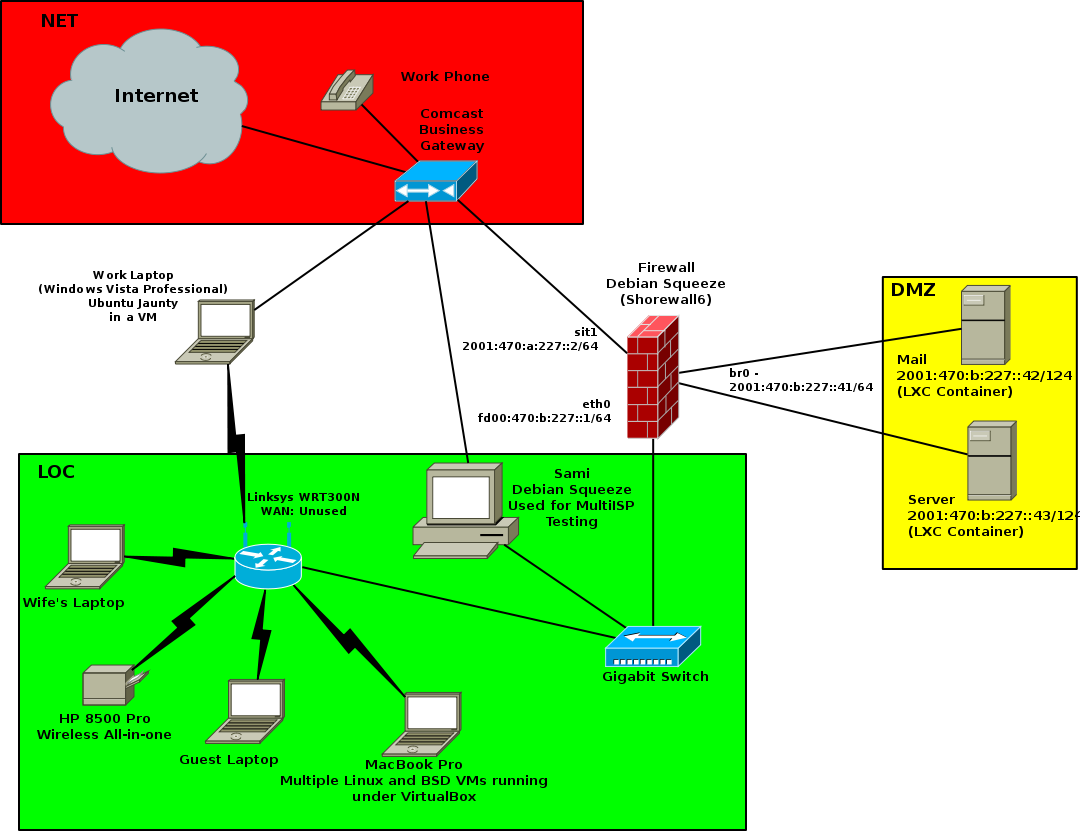 NET
Internet
Work Phone
Comcast
Business
Gateway
Work Laptop
(Windows Vista Professional)
Ubuntu Jaunty
in a VM
Firewall
Debian Squeeze
(Shorewall6)
sit1
2001:470:a:227::2/64
eth0
fd00:470:b:227::1/64
br0 -
2001:470:b:227::41/64
DMZ
Mail
2001:470:b:227::42/124
(LXC Container)
Server
2001:470:b:227::43/124
(LXC Container)
LOC
Linksys WRT300N
WAN: Unused
Sami
Debian Squeeze
Used for MultiISP
Testing
Wife's Laptop
HP 8500 Pro
Wireless All-in-one
Guest Laptop
MacBook Pro
Multiple Linux and BSD VMs running
under VirtualBox
Gigabit Switch